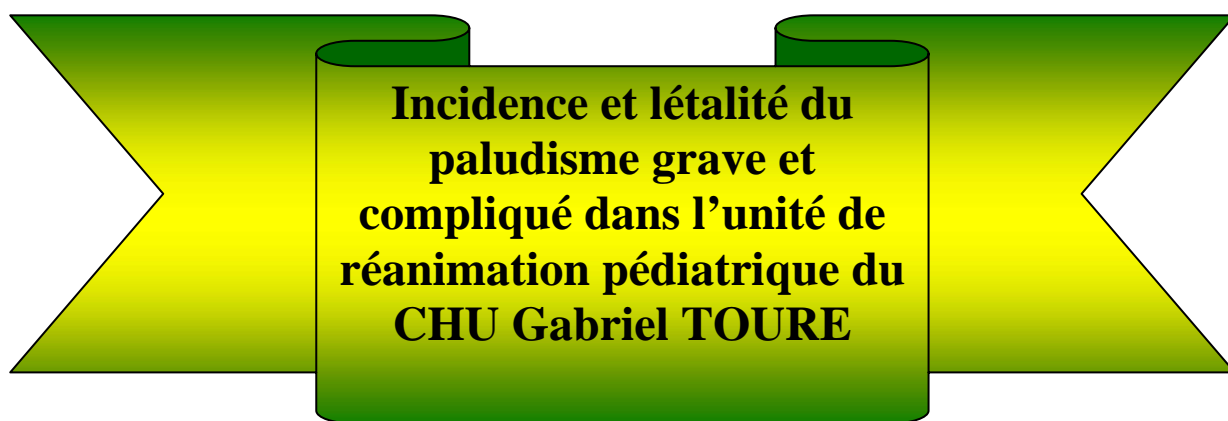 Incidence et létalité du
paludisme grave et
compliqué dans l’unité de
réanimation pédiatrique du
CHU Gabriel TOURE